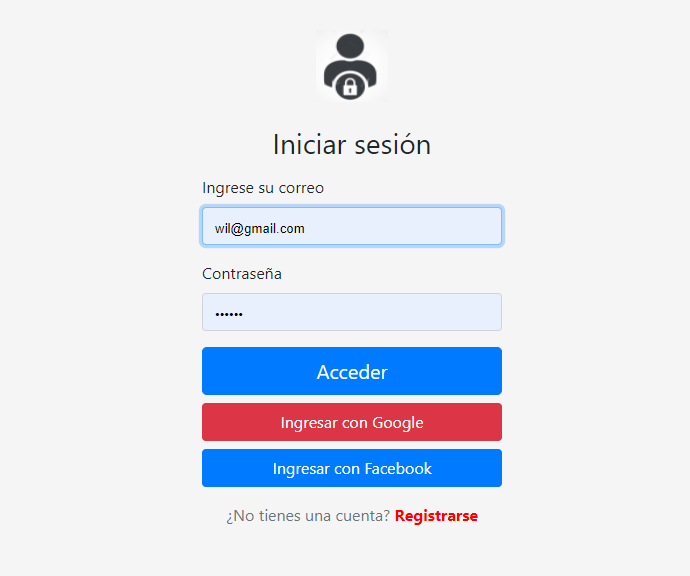 Iniciar sesión
Ingrese su correo
wil@gmail.com
Contraseña
••••••
Acceder
Ingresar con Google
Ingresar con Facebook
¿No tienes una cuenta? Registrarse